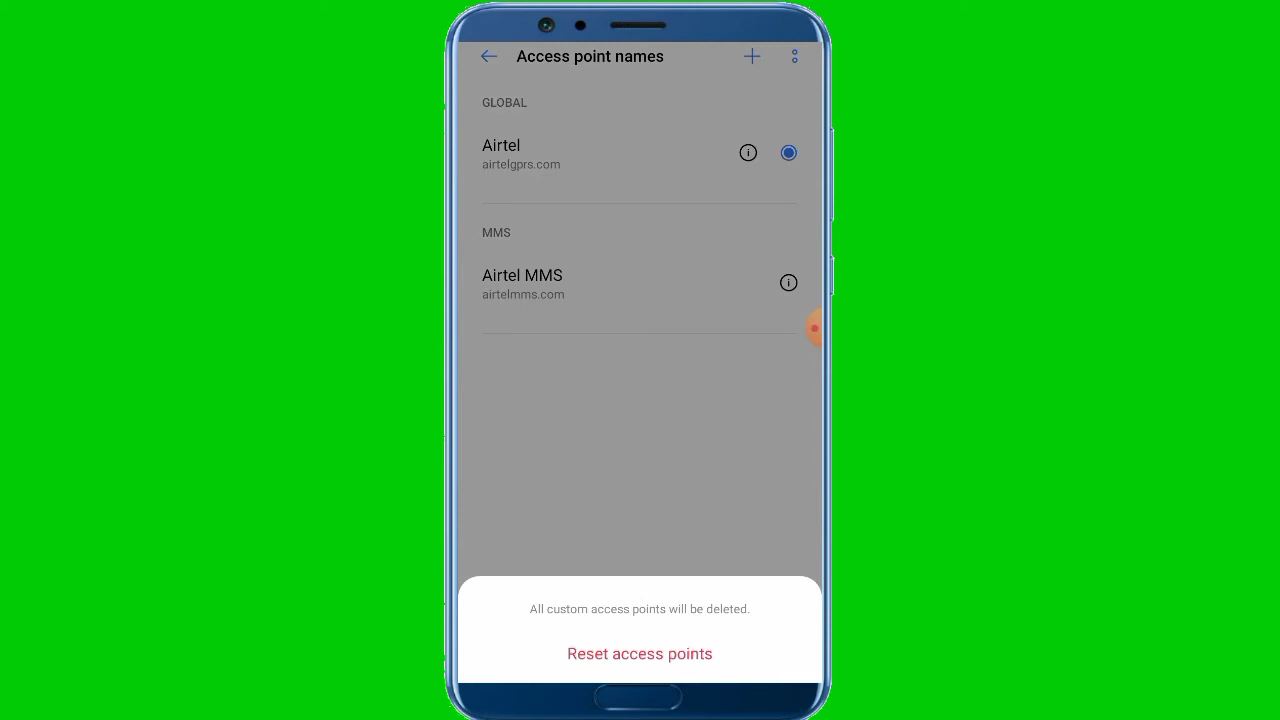 Access point names
GLOBAL
Airtel
airtelgprs.com
MMS
Airtel MMS
airtelmms.com
All custom access points will be deleted.
Reset access points